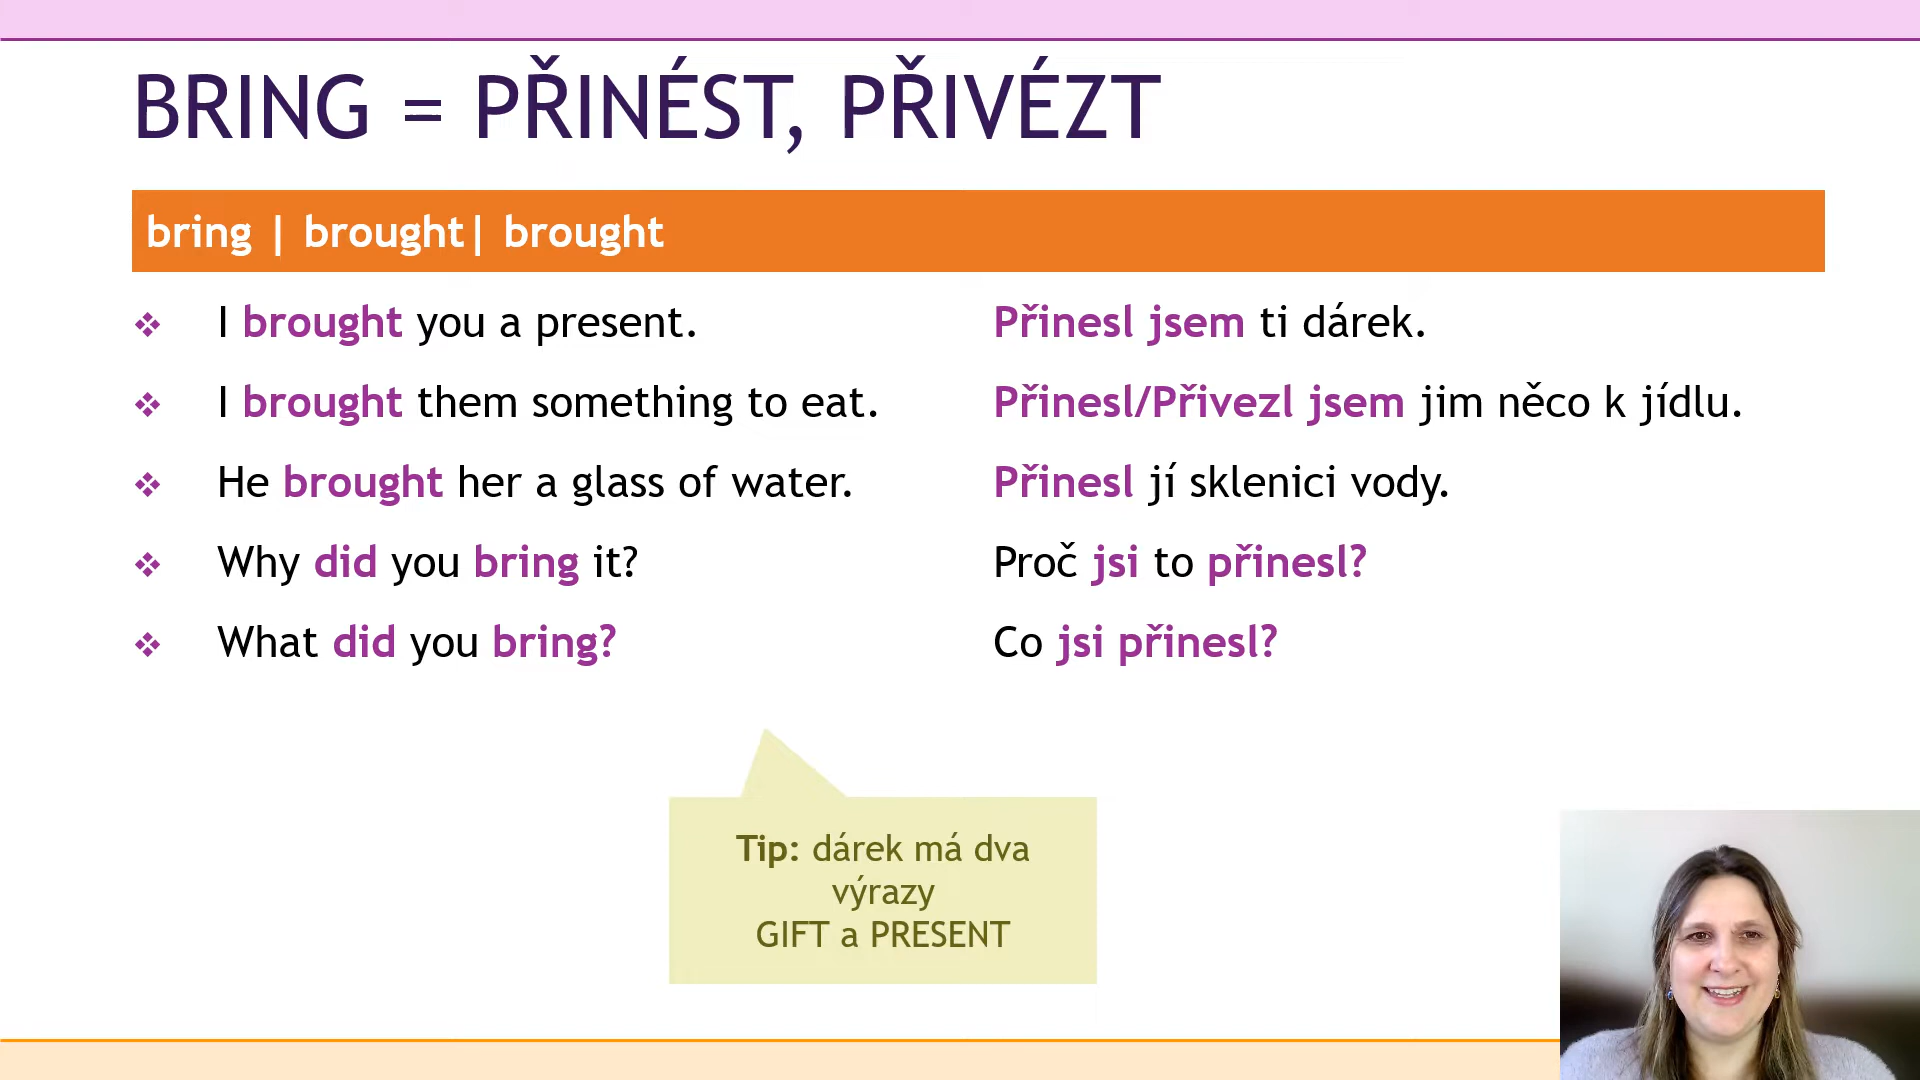 BRING = PŘINÉST, PŘIVÉZT
bring | brought| brought
I brought you a present. Přinesl jsem ti dárek.
I brought them something to eat. Přinesl/Přivezl jsem jim něco k jídlu.
He brought her a glass of water. Přinesl jí sklenici vody.
Why did you bring it? Proč jsi to přinesl?
What did you bring? Co jsi přinesl?
Tip: dárek má dva
výrazy
GIFT a PRESENT